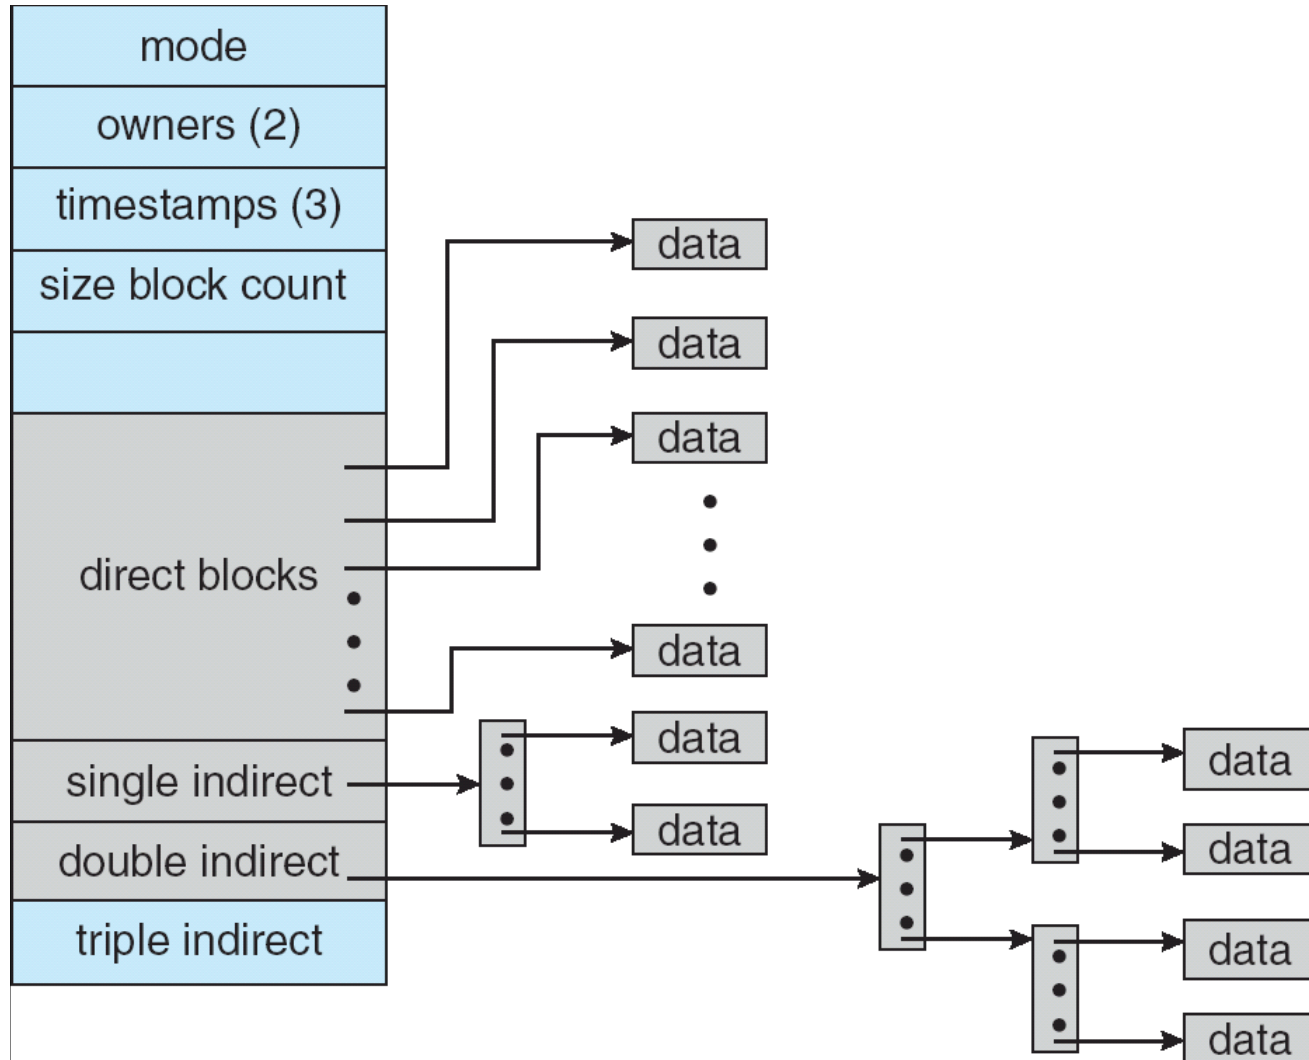 mode
owners (2)
timestamps (3)
size block count
direct blocks
single indirect
double indirect
triple indirect
data
data
data
data
data
data
data
data
data
data